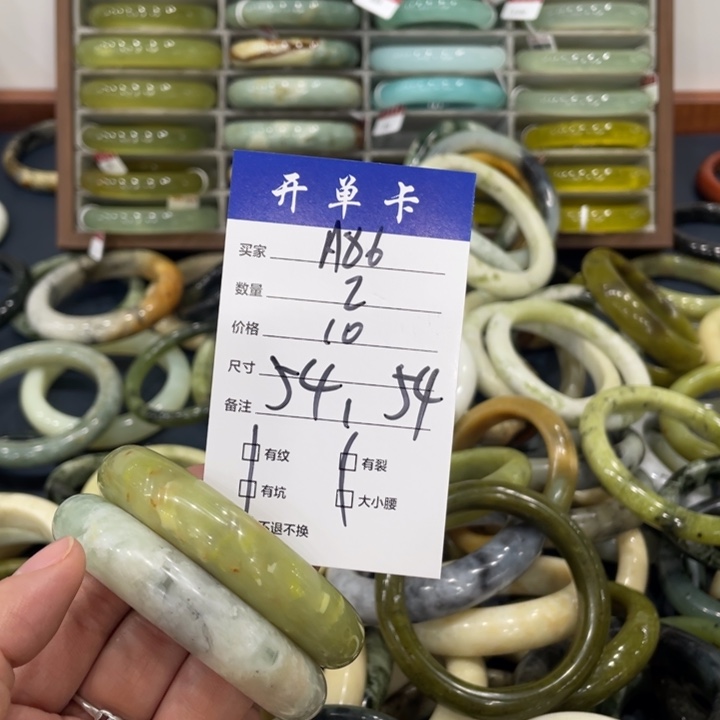 开单卡
买家 A86
数量 2
价格 10
尺寸 54, 54
备注
有纹 有裂
有坑 大小腰
不退不换